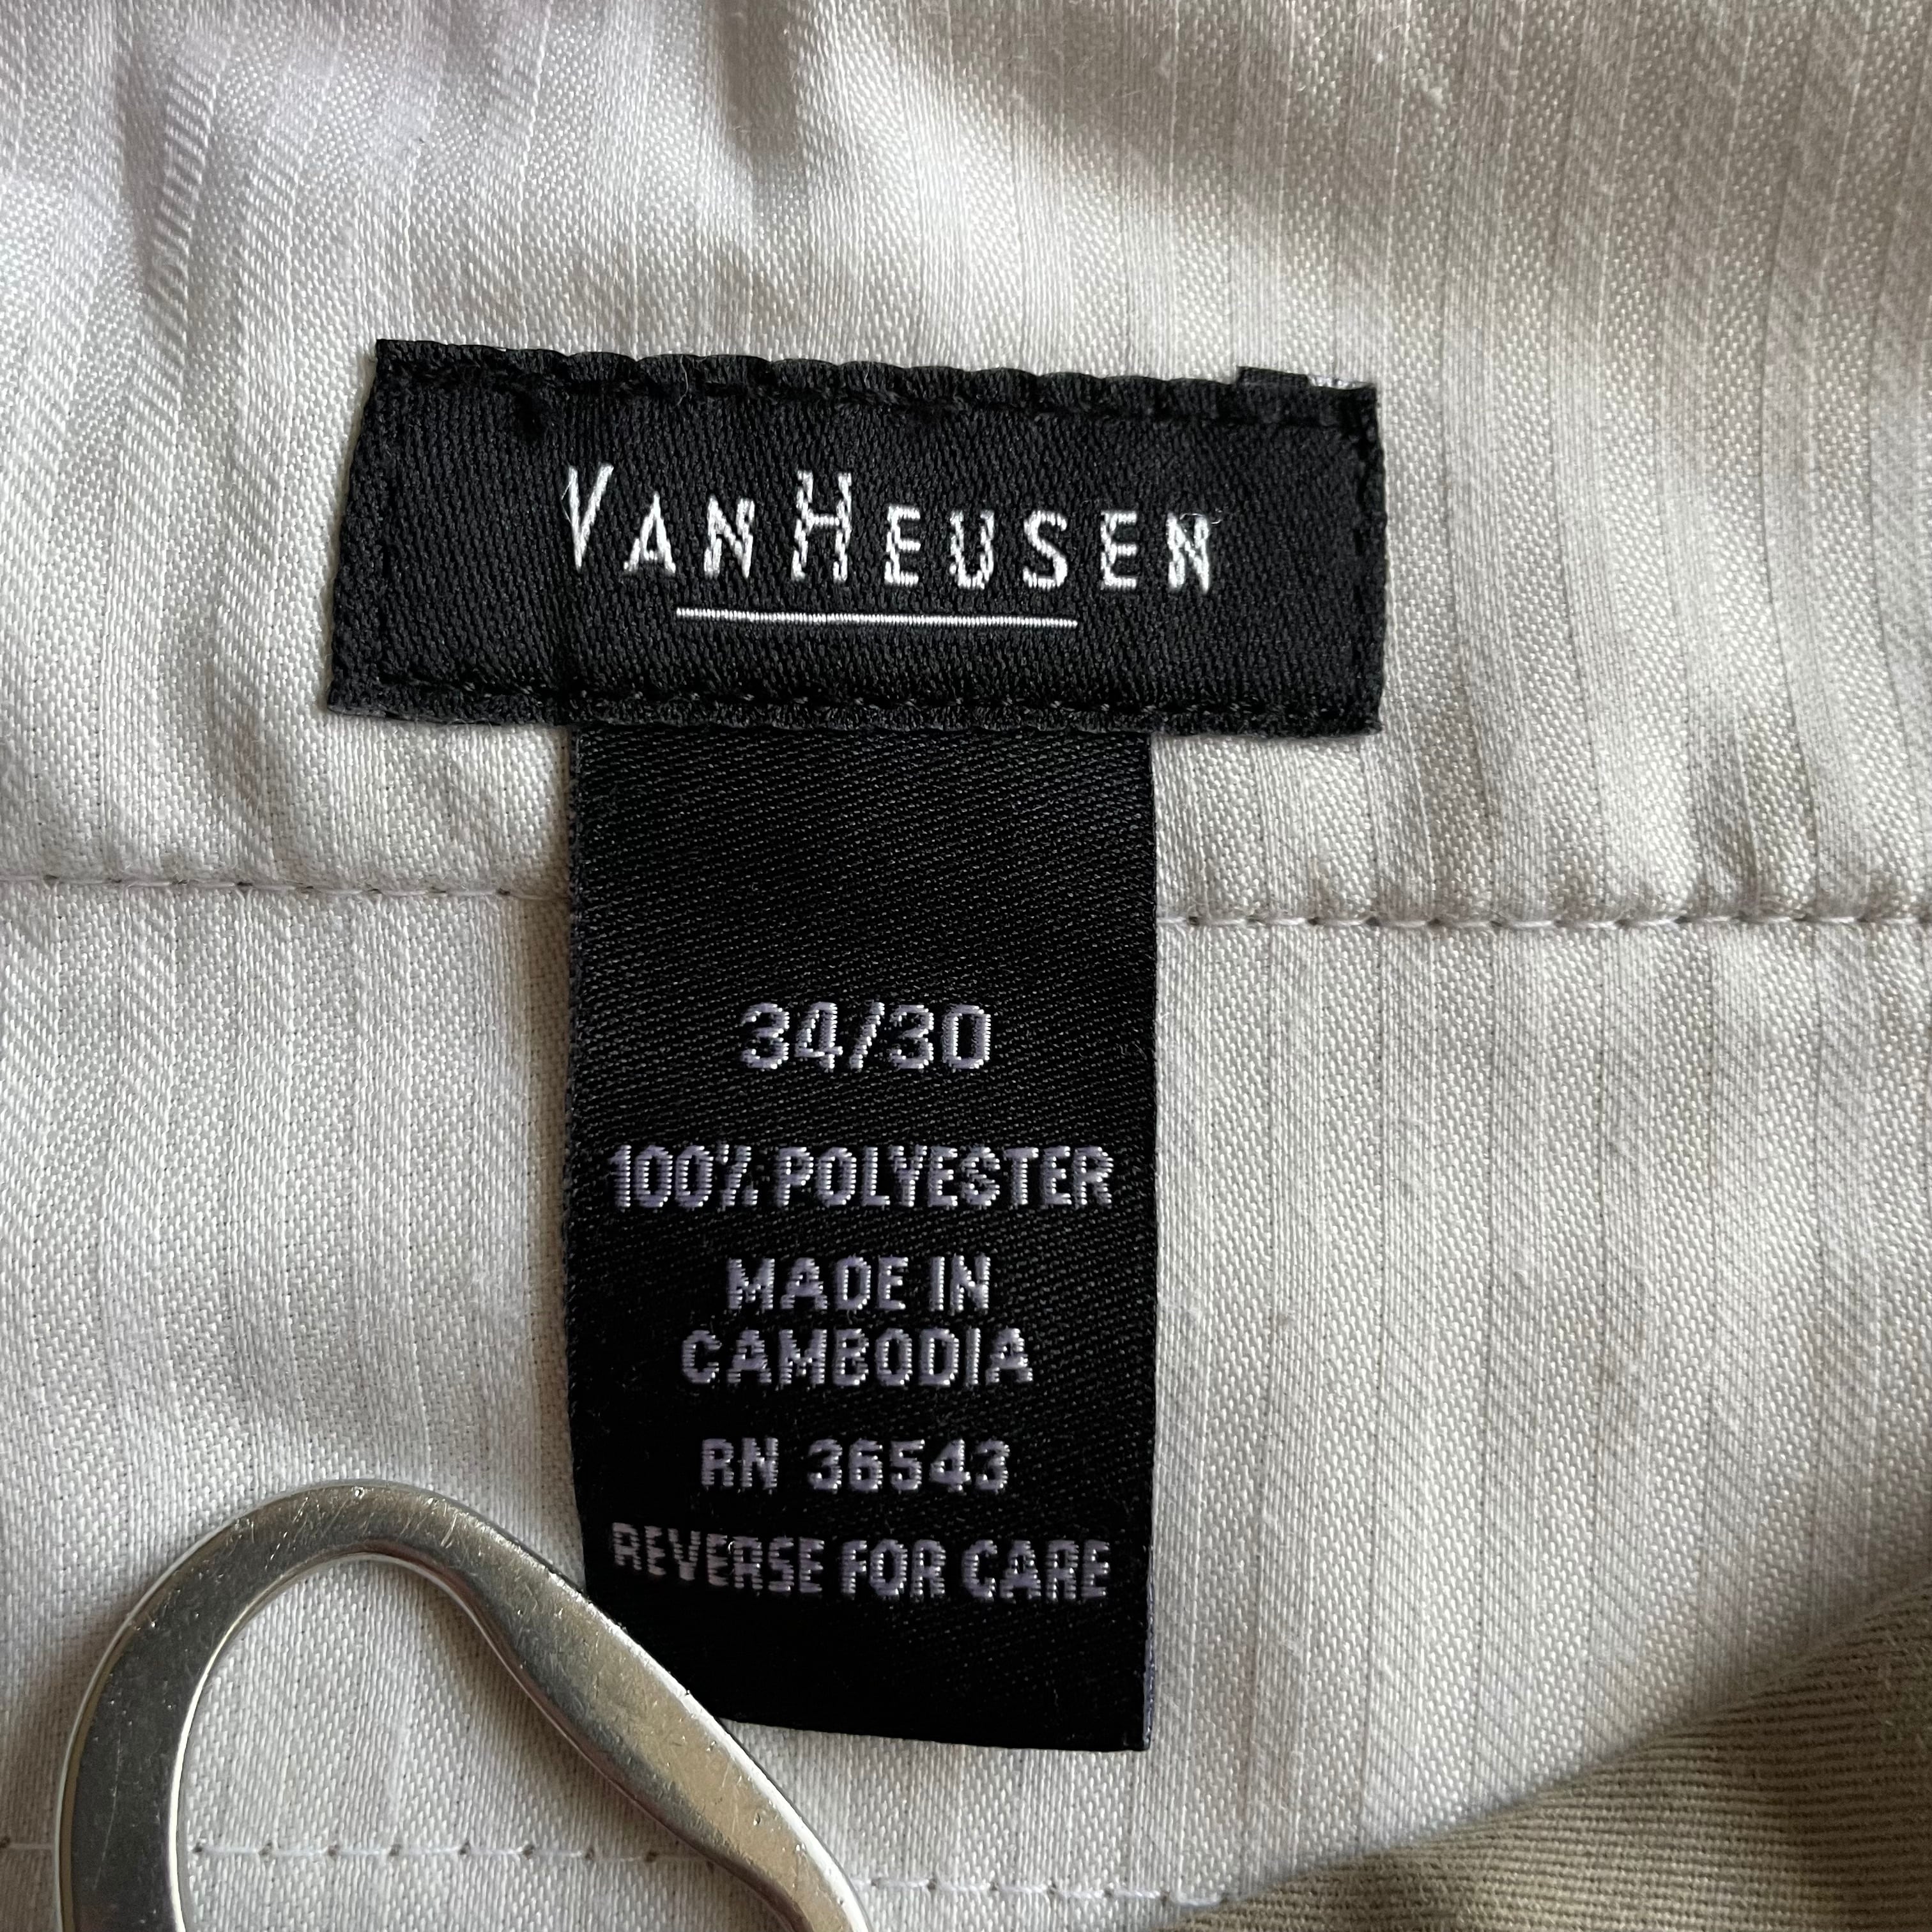 VANHEUSEN
34/30
100% POLYESTER
MADE IN
CAMBODIA
RN 36543
REVERSE FOR CARE